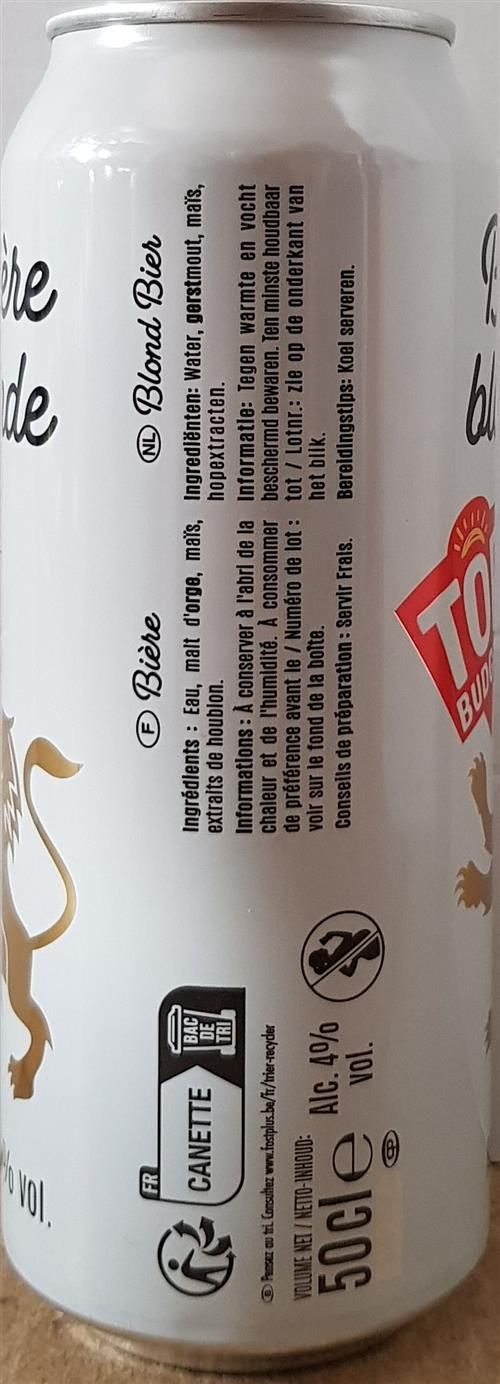 ère
nde
% vol.
F Bière
Ingrédients : Eau, malt d'orge, maïs,
extraits de houblon.
Informations : À conserver à l'abri de la
chaleur et de l'humidité. À consommer
de préférence avant le / Numéro de lot :
voir sur le fond de la boîte.
Conseils de préparation : Servir Frais.
NL Blond Bier
Ingrediënten: Water, gerstmout, maïs,
hopextracten.
Informatie: Tegen warmte en vocht
beschermd bewaren. Ten minste houdbaar
tot / Lotnr.: zie op de onderkant van
het blik.
Bereidingstips: Koel serveren.
FR
CANETTE
BAC
DE
TRI
B Pensez au tri. Consultez www.fostplus.be/fr/trier-recycler
VOLUME NET / NETTO-INHOUD:
50cl e
Alc. 4%
vol.
B
bl
TO
BUDG